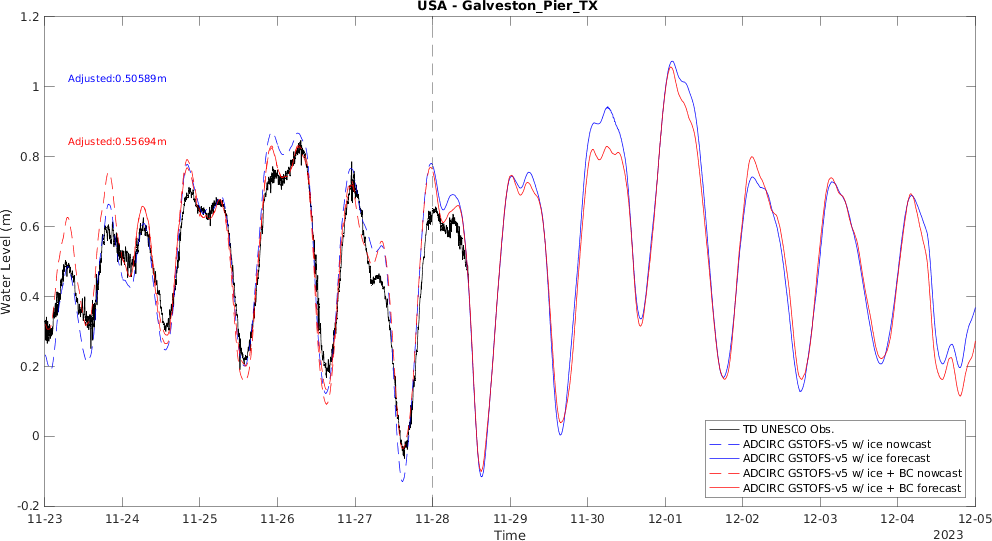 USA - Galveston_Pier_TX
1.2
1
0.8
0.6
0.4
0.2
0
-0.2
Water Level (m)
Adjusted:0.50589m
Adjusted:0.55694m
TD UNESCO Obs.
ADCIRC GSTOFS-v5 w/ ice nowcast
ADCIRC GSTOFS-v5 w/ ice forecast
ADCIRC GSTOFS-v5 w/ ice + BC nowcast
ADCIRC GSTOFS-v5 w/ ice + BC forecast
11-23 11-24 11-25 11-26 11-27 11-28 11-29 11-30 12-01 12-02 12-03 12-04 12-05
Time
2023